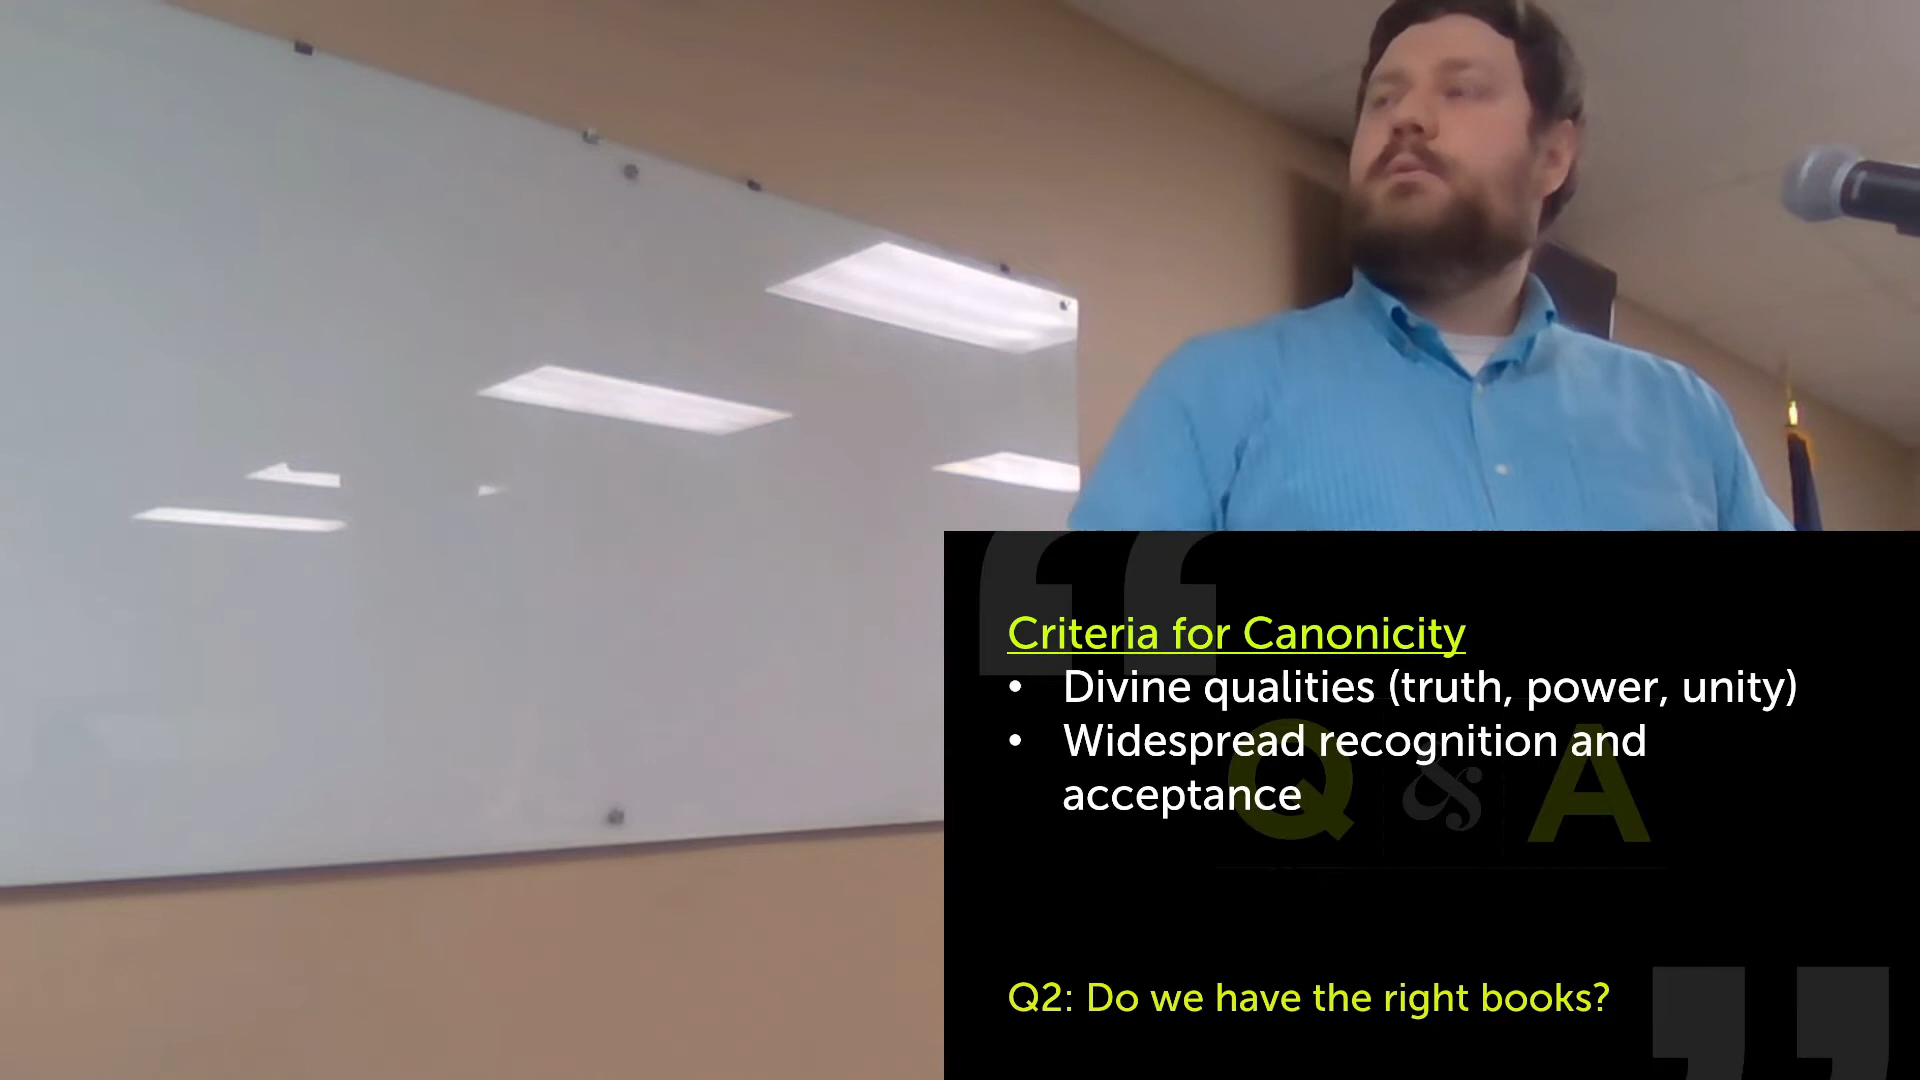 Criteria for Canonicity
• Divine qualities (truth, power, unity)
• Widespread recognition and
acceptance
Q & A
Q2: Do we have the right books?